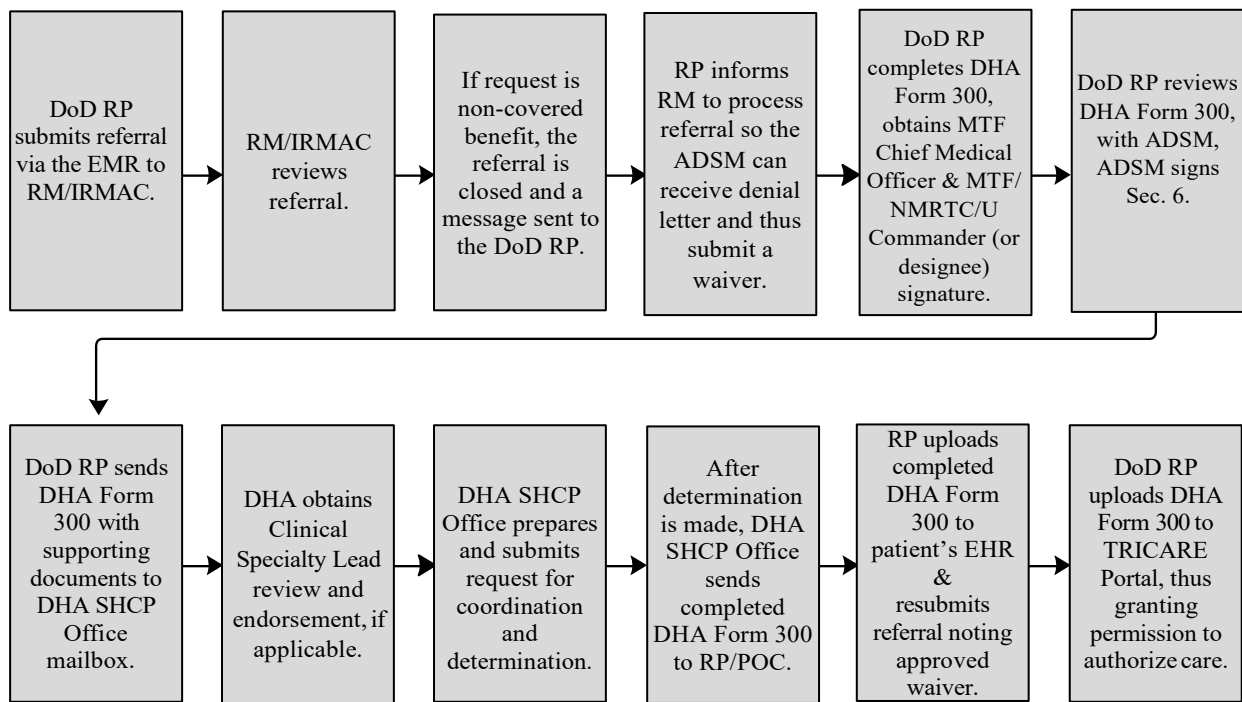 DoD RP
submits referral
via the EMR to
RM/IRMAC.
RM/IRMAC
reviews
referral.
If request is
non-covered
benefit, the
referral is
closed and a
message sent to
the DoD RP.
RP informs
RM to process
referral so the
ADSM can
receive denial
letter and thus
submit a
waiver.
DoD RP
completes DHA
Form 300,
obtains MTF
Chief Medical
Officer & MTF/
NMRTC/U
Commander (or
designee)
signature.
DoD RP reviews
DHA Form 300,
with ADSM,
ADSM signs
Sec. 6.
DoD RP sends
DHA Form
300 with
supporting
documents to
DHA SHCP
Office
mailbox.
DHA obtains
Clinical
Specialty Lead
review and
endorsement, if
applicable.
DHA SHCP
Office prepares
and submits
request for
coordination
and
determination.
After
determination
is made, DHA
SHCP Office
sends
completed
DHA Form 300
to RP/POC.
RP uploads
completed
DHA Form
300 to
patient’s EHR
&
resubmits
referral noting
approved
waiver.
DoD RP
uploads DHA
Form 300 to
TRICARE
Portal, thus
granting
permission to
authorize care.